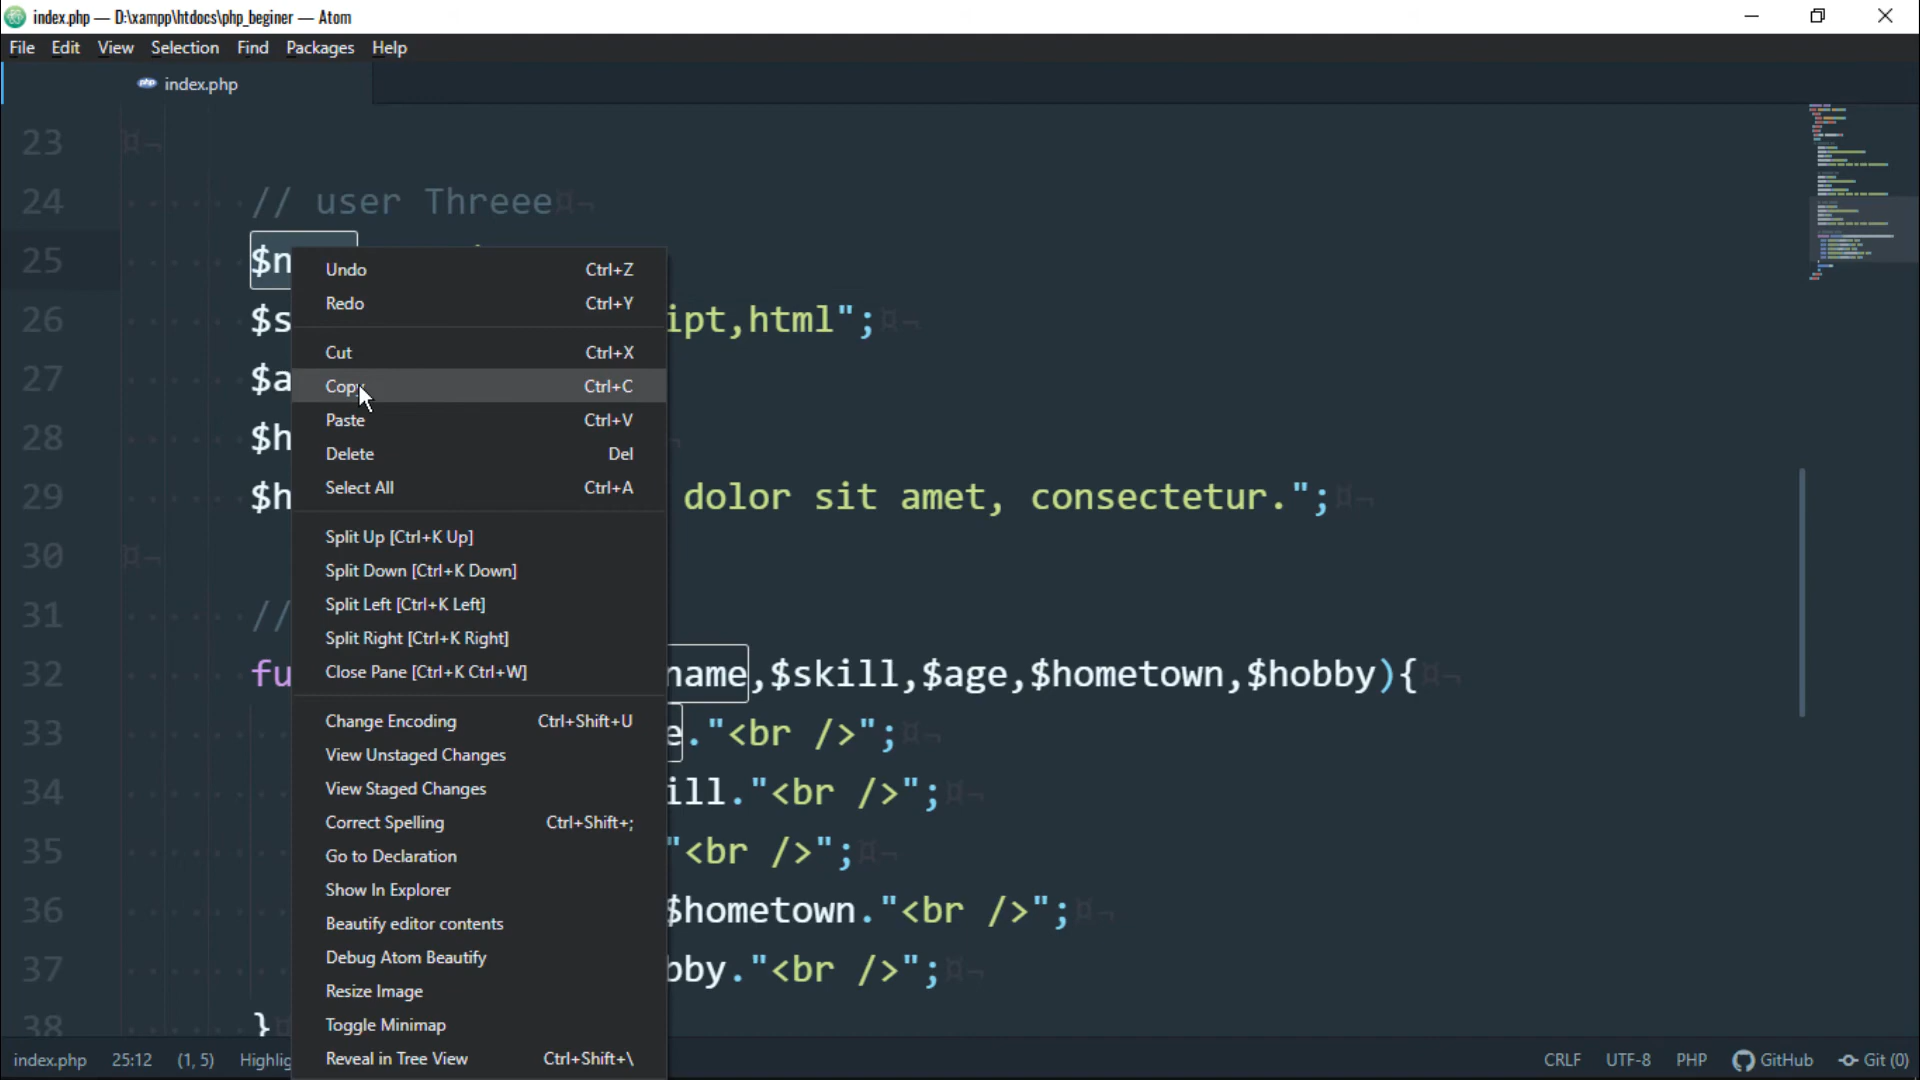 index.php — D:\xampp\htdocs\php_beginer — Atom
File Edit View Selection Find Packages Help
index.php
23
24 // user Threee
25 $n
26 $s ipt,html";
27 $a
28 $h
29 $h dolor sit amet, consectetur.";
30
31 //
32 fu name,$skill,$age,$hometown,$hobby){
33 e."<br />";
34 ill."<br />";
35 "<br />";
36 $hometown."<br />";
37 bby."<br />";
38 }
Undo Ctrl+Z
Redo Ctrl+Y
Cut Ctrl+X
Copy Ctrl+C
Paste Ctrl+V
Delete Del
Select All Ctrl+A
Split Up [Ctrl+K Up]
Split Down [Ctrl+K Down]
Split Left [Ctrl+K Left]
Split Right [Ctrl+K Right]
Close Pane [Ctrl+K Ctrl+W]
Change Encoding Ctrl+Shift+U
View Unstaged Changes
View Staged Changes
Correct Spelling Ctrl+Shift+;
Go to Declaration
Show In Explorer
Beautify editor contents
Debug Atom Beautify
Resize Image
Toggle Minimap
Reveal in Tree View Ctrl+Shift+\
index.php 25:12 (1, 5) Highlig CRLF UTF-8 PHP GitHub Git (0)